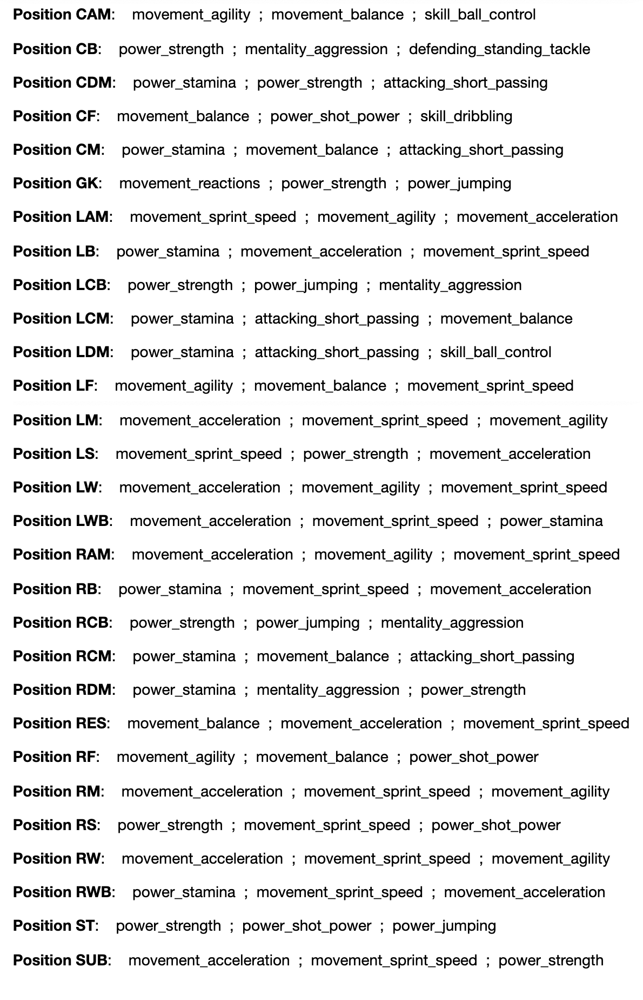 Position CAM: movement_agility ; movement_balance ; skill_ball_control
Position CB: power_strength ; mentality_aggression ; defending_standing_tackle
Position CDM: power_stamina ; power_strength ; attacking_short_passing
Position CF: movement_balance ; power_shot_power ; skill_dribbling
Position CM: power_stamina ; movement_balance ; attacking_short_passing
Position GK: movement_reactions ; power_strength ; power_jumping
Position LAM: movement_sprint_speed ; movement_agility ; movement_acceleration
Position LB: power_stamina ; movement_acceleration ; movement_sprint_speed
Position LCB: power_strength ; power_jumping ; mentality_aggression
Position LCM: power_stamina ; attacking_short_passing ; movement_balance
Position LDM: power_stamina ; attacking_short_passing ; skill_ball_control
Position LF: movement_agility ; movement_balance ; movement_sprint_speed
Position LM: movement_acceleration ; movement_sprint_speed ; movement_agility
Position LS: movement_sprint_speed ; power_strength ; movement_acceleration
Position LW: movement_acceleration ; movement_agility ; movement_sprint_speed
Position LWB: movement_acceleration ; movement_sprint_speed ; power_stamina
Position RAM: movement_acceleration ; movement_agility ; movement_sprint_speed
Position RB: power_stamina ; movement_sprint_speed ; movement_acceleration
Position RCB: power_strength ; power_jumping ; mentality_aggression
Position RCM: power_stamina ; movement_balance ; attacking_short_passing
Position RDM: power_stamina ; mentality_aggression ; power_strength
Position RES: movement_balance ; movement_acceleration ; movement_sprint_speed
Position RF: movement_agility ; movement_balance ; power_shot_power
Position RM: movement_acceleration ; movement_sprint_speed ; movement_agility
Position RS: power_strength ; movement_sprint_speed ; power_shot_power
Position RW: movement_acceleration ; movement_sprint_speed ; movement_agility
Position RWB: power_stamina ; movement_sprint_speed ; movement_acceleration
Position ST: power_strength ; power_shot_power ; power_jumping
Position SUB: movement_acceleration ; movement_sprint_speed ; power_strength